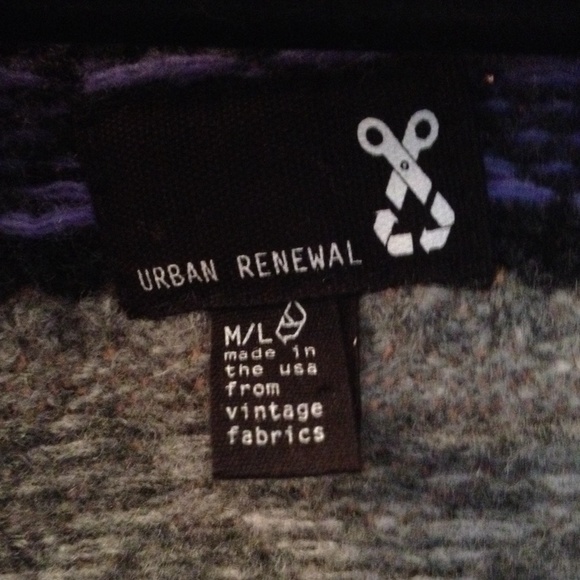 URBAN RENEWAL
M/L
made in
the usa
from
vintage
fabrics